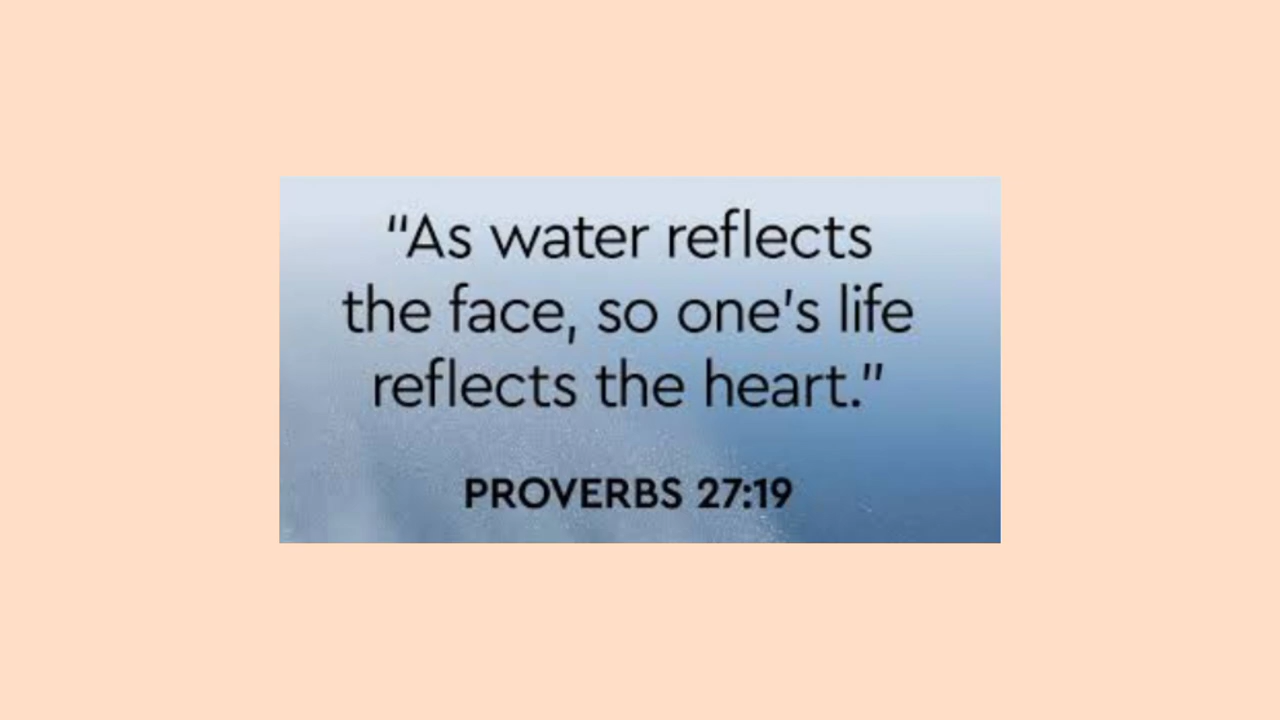 "As water reflects
the face, so one's life
reflects the heart."
PROVERBS 27:19